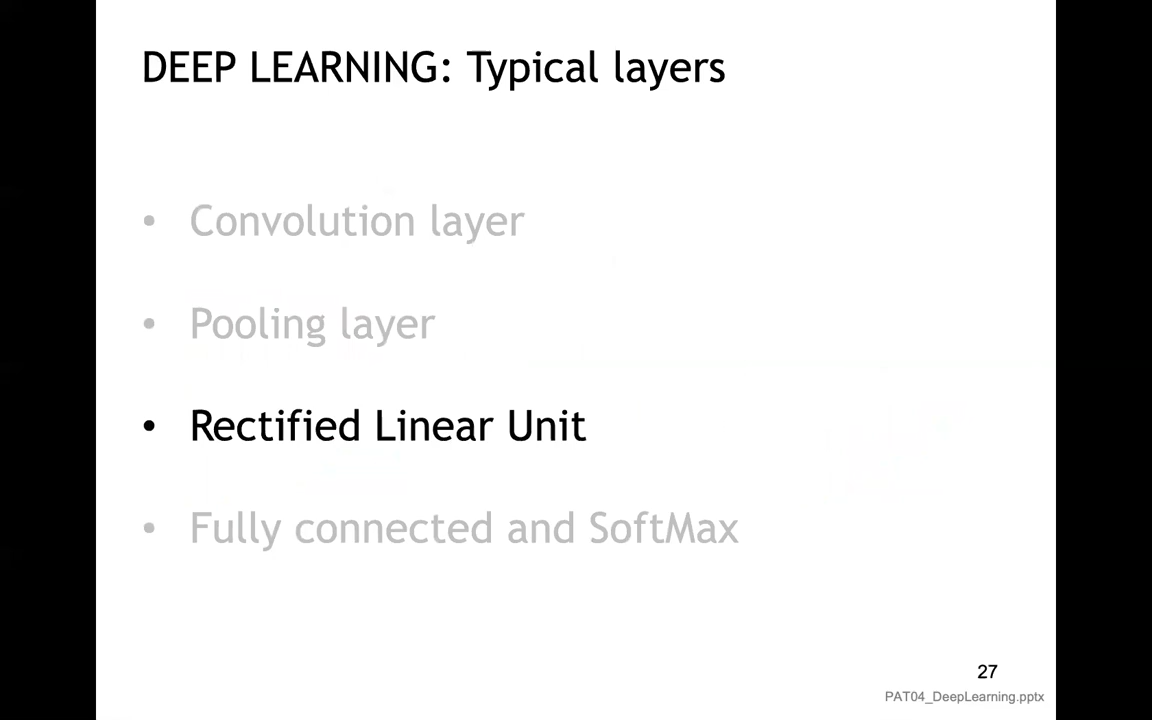 DEEP LEARNING: Typical layers
• Convolution layer
• Pooling layer
• Rectified Linear Unit
• Fully connected and SoftMax
27
PAT04_DeepLearning.pptx